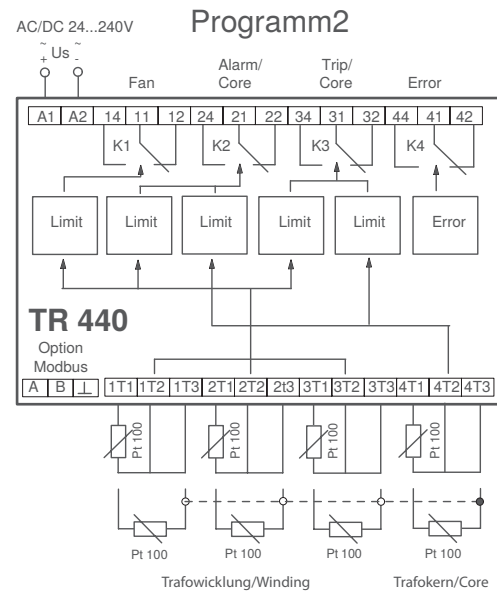 Programm2
AC/DC 24...240V
~ Us ~
+ -
Fan Alarm/ Core Trip/ Core Error
A1 A2 14 11 12 24 21 22 34 31 32 44 41 42
K1 K2 K3 K4
Limit Limit Limit Limit Limit Error
TR 440
Option
Modbus
A B ⊥ 1T1 1T2 1T3 2T1 2T2 2t3 3T1 3T2 3T3 4T1 4T2 4T3
Pt 100 Pt 100 Pt 100 Pt 100
Pt 100 Pt 100 Pt 100 Pt 100
Trafowicklung/Winding Trafokern/Core